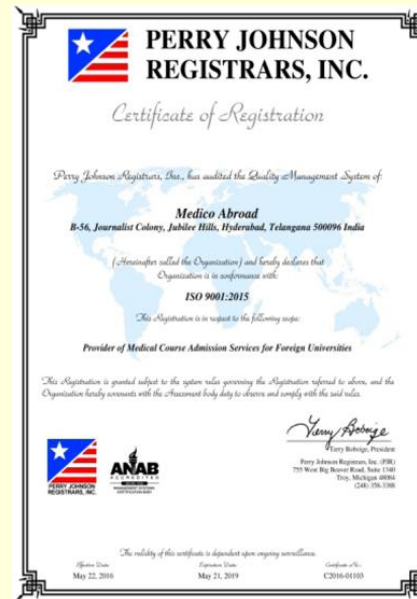 PERRY JOHNSON
REGISTRARS, INC.
Certificate of Registration
Perry Johnson Registrars, Inc., has audited the Quality Management System of:
Medico Abroad
B-56, Journalist Colony, Jubilee Hills, Hyderabad, Telangana 500096 India
(Hereinafter called the Organization) and hereby declares that
Organization is in conformance with:
ISO 9001:2015
This Registration is in respect to the following scope:
Provider of Medical Course Admission Services for Foreign Universities
This Registration is granted subject to the system rules governing the Registration referred to above, and the
Organization hereby covenants with the Assessment body duty to observe and comply with the said rules.
Terry Boboige
Terry Boboige, President
Perry Johnson Registrars, Inc. (PJR)
755 West Big Beaver Road, Suite 1340
Troy, Michigan 48084
(248) 358-3388
PERRY JOHNSON
REGISTRARS, INC.
ANAB
ACCREDITED
MANAGEMENT SYSTEMS
CERTIFICATION BODY
The validity of this certificate is dependent upon ongoing surveillance.
Effective Date: Expiration Date: Certificate No.:
May 22, 2016 May 21, 2019 C2016-01103